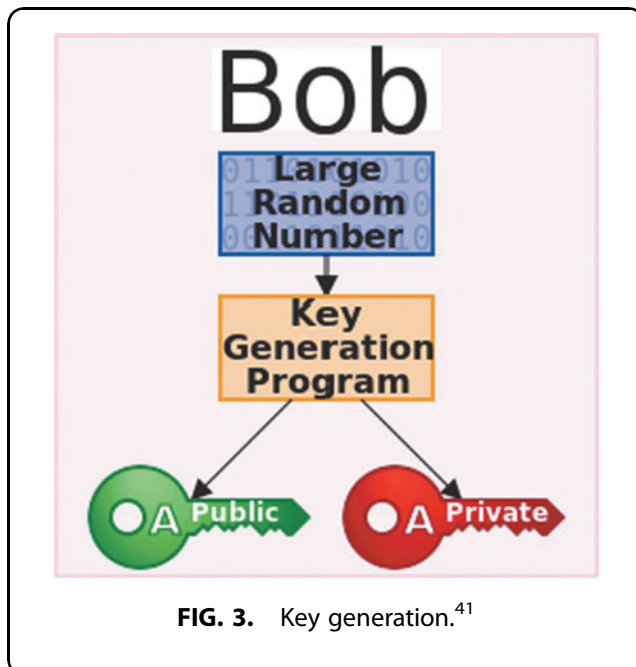 Bob
Large
Random
Number
Key
Generation
Program
A Public
A Private
FIG. 3. Key generation.41